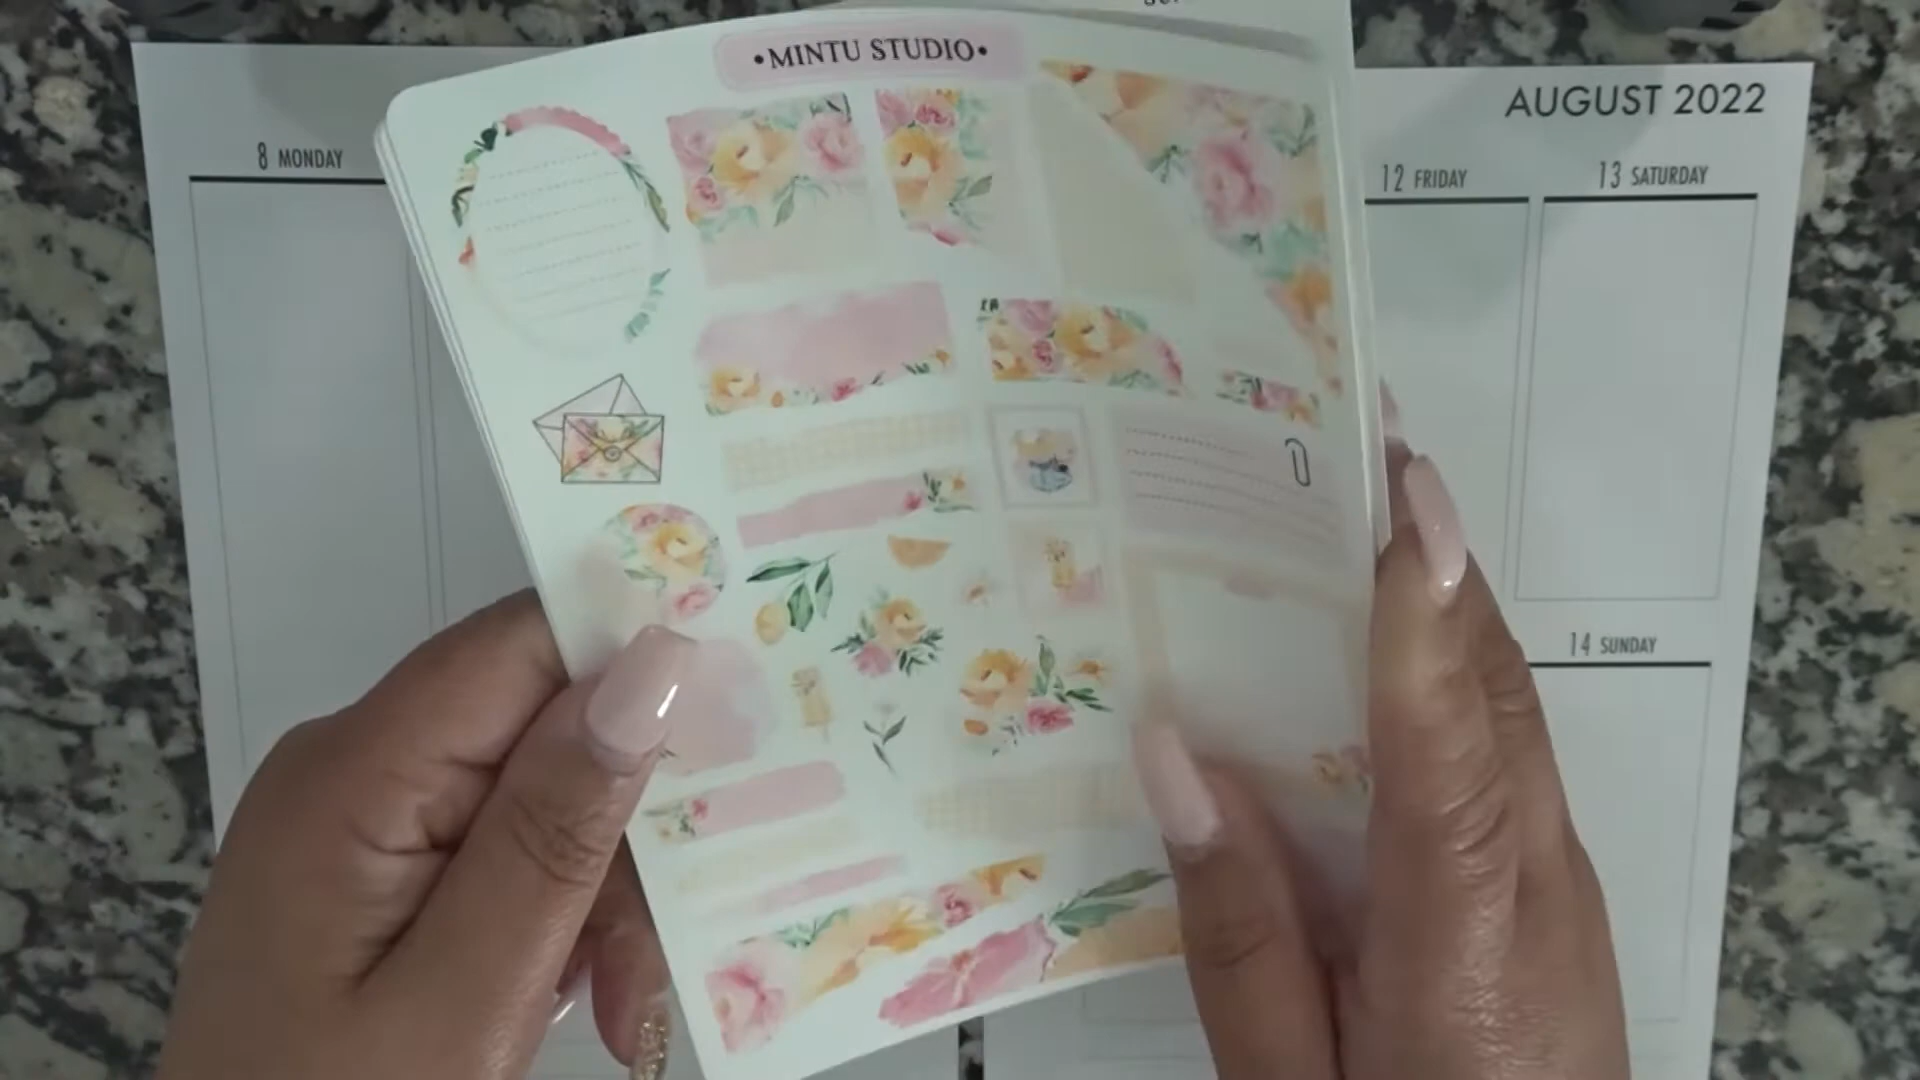 •MINTU STUDIO•
AUGUST 2022
8 MONDAY
12 FRIDAY
13 SATURDAY
14 SUNDAY